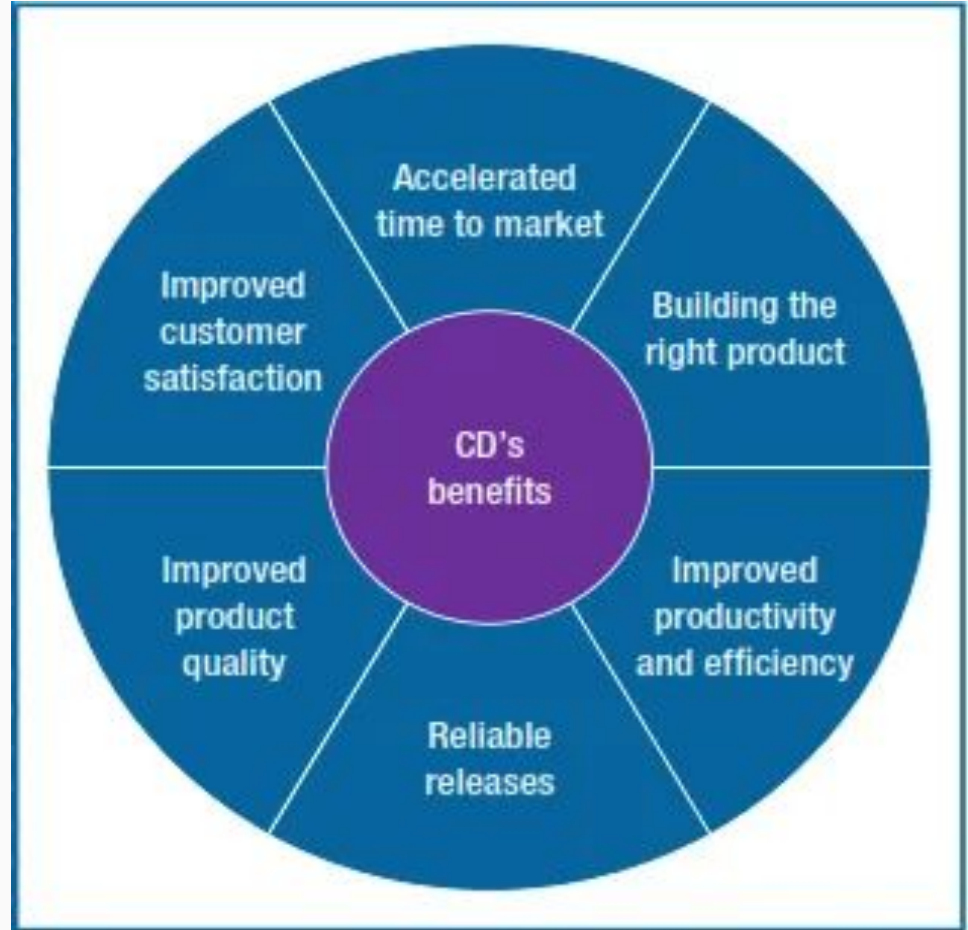 Accelerated
time to market
Building the
right product
Improved
productivity
and efficiency
Reliable
releases
Improved
product
quality
Improved
customer
satisfaction
CD's
benefits